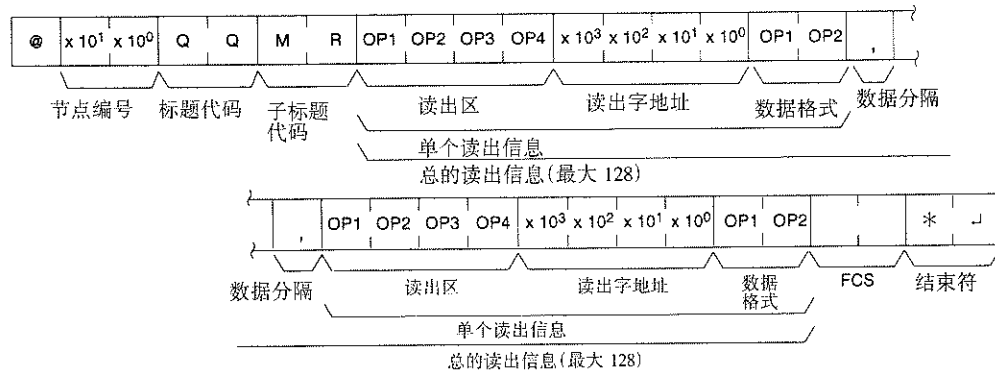 @ x 10¹ x 10⁰ Q Q M R OP1 OP2 OP3 OP4 x 10³ x 10² x 10¹ x 10⁰ OP1 OP2 ,
节点编号 标题代码 子标题代码 读出区 读出字地址 数据格式 数据分隔
单个读出信息
总的读出信息(最大 128)
, OP1 OP2 OP3 OP4 x 10³ x 10² x 10¹ x 10⁰ OP1 OP2 * ↵
数据分隔 读出区 读出字地址 数据格式 FCS 结束符
单个读出信息
总的读出信息(最大 128)